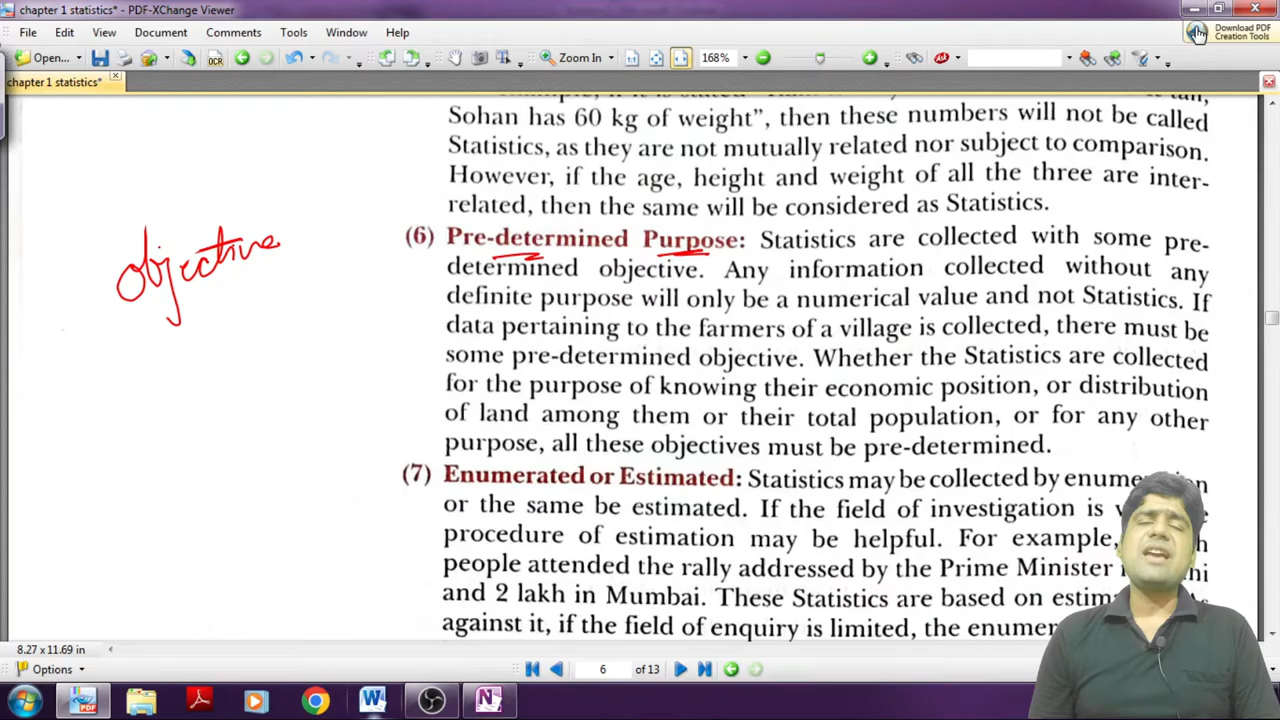 chapter 1 statistics* - PDF-XChange Viewer
File Edit View Document Comments Tools Window Help
Download PDF
Creation Tools
Open... OCR Zoom In 168%
chapter 1 statistics*
tall,
Sohan has 60 kg of weight”, then these numbers will not be called
Statistics, as they are not mutually related nor subject to comparison.
However, if the age, height and weight of all the three are inter-
related, then the same will be considered as Statistics.
objective
(6) Pre-determined Purpose: Statistics are collected with some pre-
determined objective. Any information collected without any
definite purpose will only be a numerical value and not Statistics. If
data pertaining to the farmers of a village is collected, there must be
some pre-determined objective. Whether the Statistics are collected
for the purpose of knowing their economic position, or distribution
of land among them or their total population, or for any other
purpose, all these objectives must be pre-determined.
(7) Enumerated or Estimated: Statistics may be collected by
or the same be estimated. If the field of investigation is
procedure of estimation may be helpful. For example,
people attended the rally addressed by the Prime Minister
and 2 lakh in Mumbai. These Statistics are based on
against it, if the field of enquiry is limited, the
8.27 x 11.69 in
Options 6 of 13